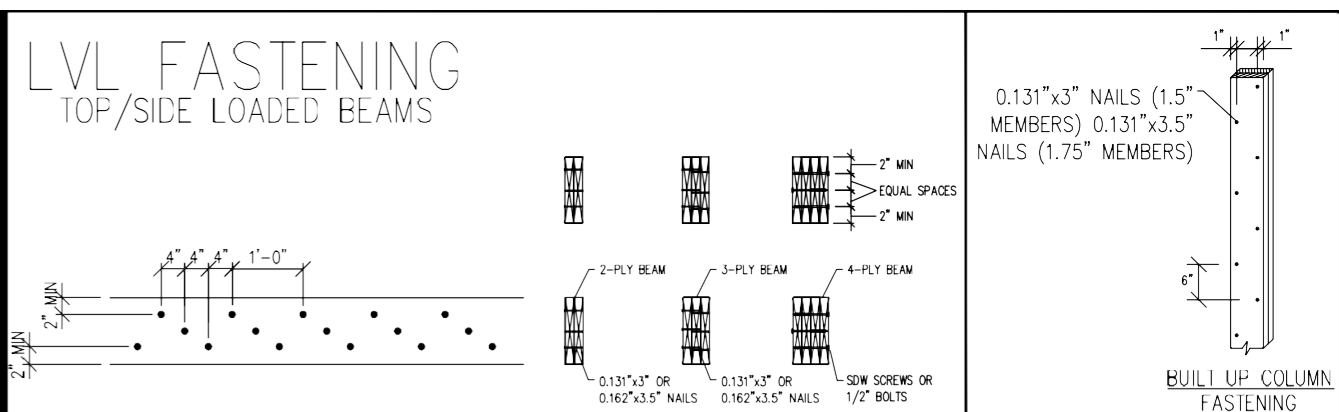 LVL FASTENING
TOP/SIDE LOADED BEAMS
4" 4" 4" 1'-0"
2" MIN
2" MIN
2" MIN
EQUAL SPACES
2" MIN
2-PLY BEAM
3-PLY BEAM
4-PLY BEAM
0.131"x3" OR
0.162"x3.5" NAILS
0.131"x3" OR
0.162"x3.5" NAILS
SDW SCREWS OR
1/2" BOLTS
1" 1"
0.131"x3" NAILS (1.5"
MEMBERS) 0.131"x3.5"
NAILS (1.75" MEMBERS)
6"
BUILT UP COLUMN
FASTENING